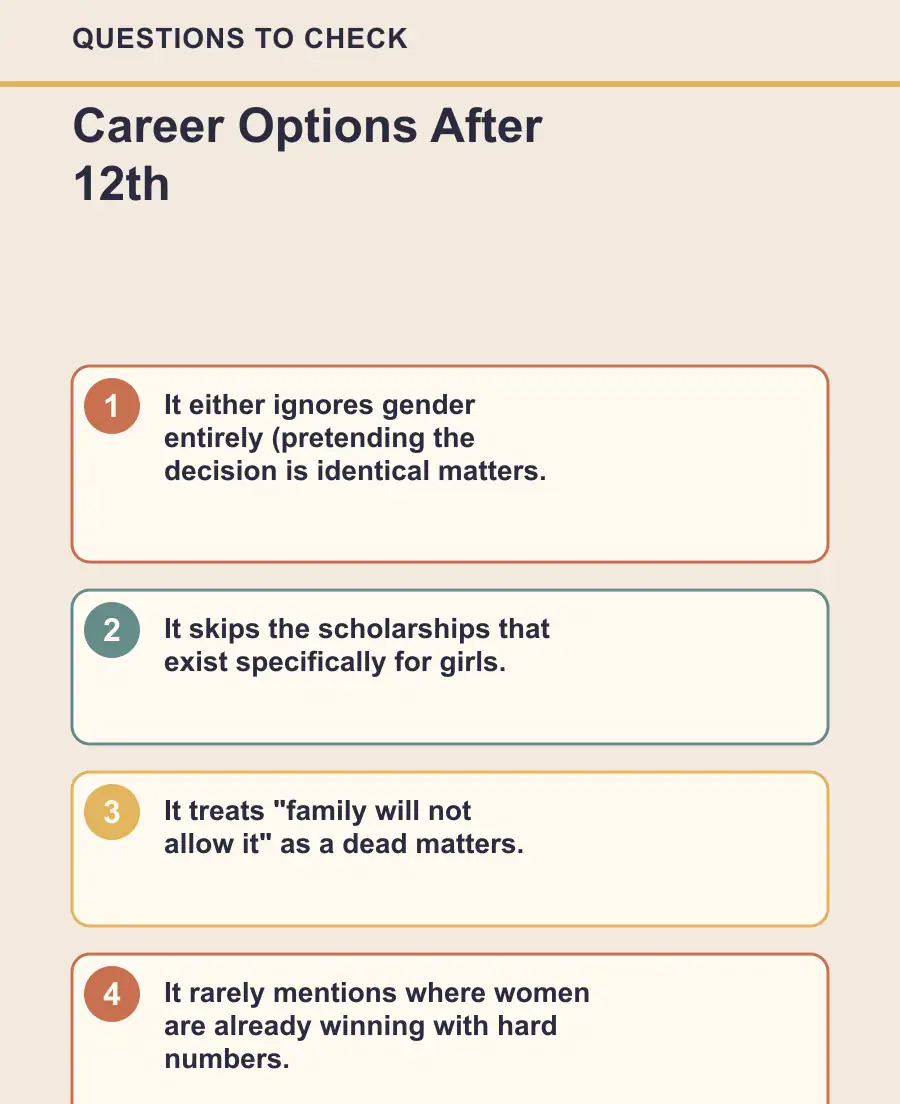 QUESTIONS TO CHECK
Career Options After
12th
1
It either ignores gender
entirely (pretending the
decision is identical matters.
2
It skips the scholarships that
exist specifically for girls.
3
It treats "family will not
allow it" as a dead matters.
4
It rarely mentions where women
are already winning with hard
numbers.